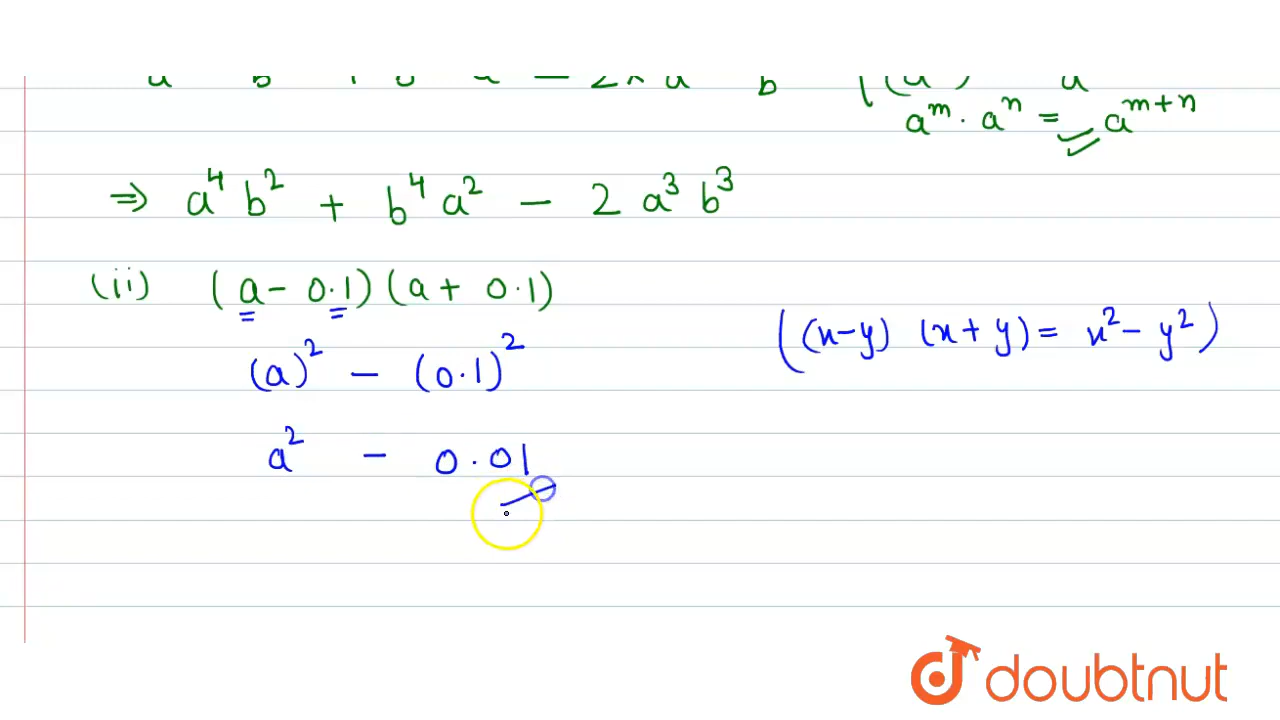 a^m · a^n = a^{m+n}
⇒ a^4 b^2 + b^4 a^2 − 2 a^3 b^3
(ii) (a − 0.1)(a + 0.1)
((x−y) (x+y) = x^2 − y^2)
(a)^2 − (0.1)^2
a^2 − 0.01
doubtnut